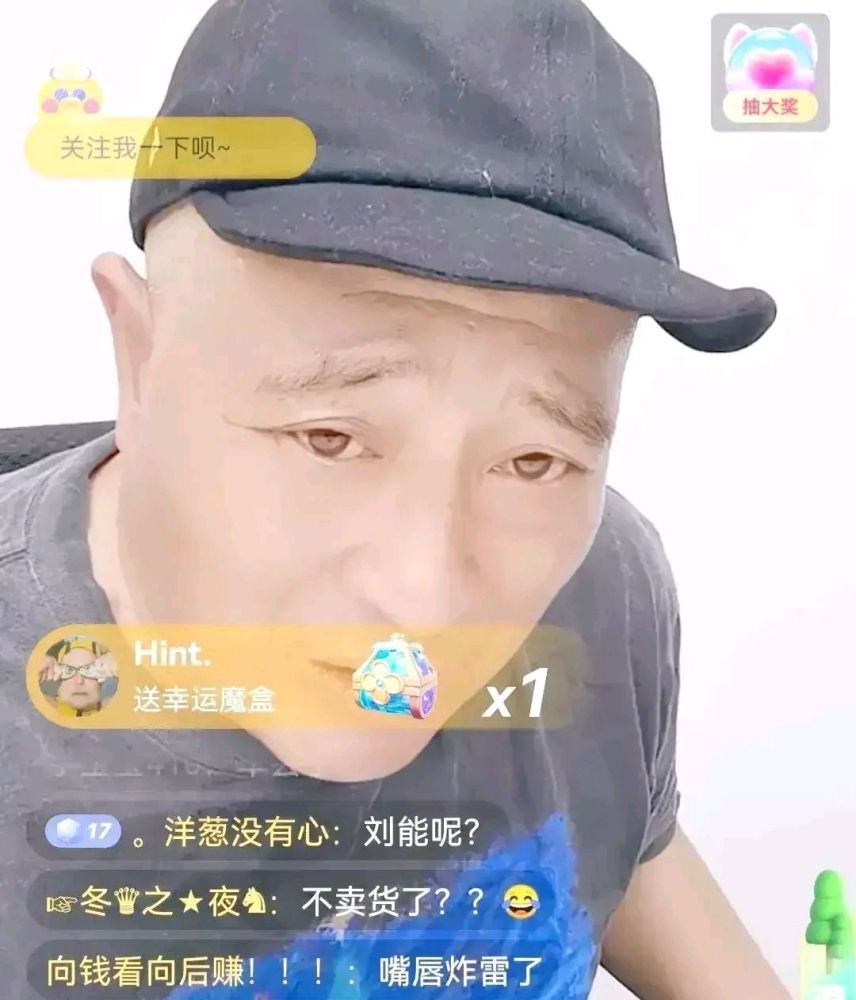 抽大奖
关注我一下呗~
Hint.
送幸运魔盒
x1
17 。洋葱没有心：刘能呢？
☞冬♛之★夜♞：不卖货了？？😂
向钱看向后赚！！！：嘴唇炸雷了